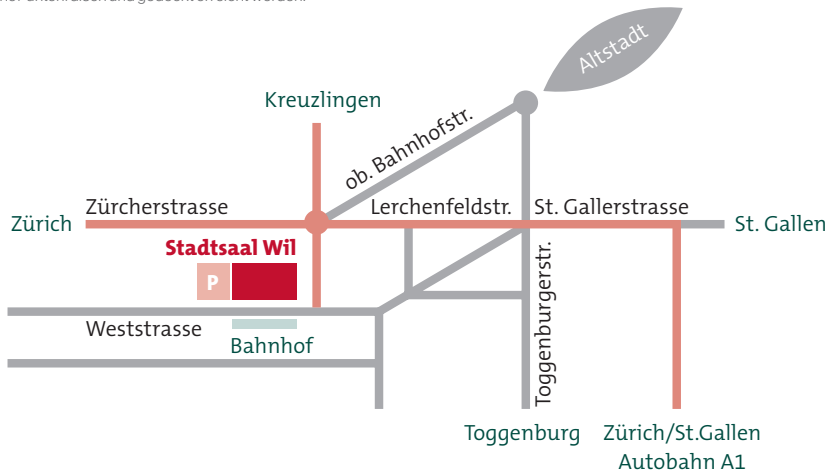 Altstadt
Kreuzlingen
ob. Bahnhofstr.
Zürich
Zürcherstrasse
Lerchenfeldstr.
St. Gallerstrasse
St. Gallen
Stadtsaal Wil
P
Toggenburgerstr.
Weststrasse
Bahnhof
Toggenburg
Zürich/St.Gallen
Autobahn A1